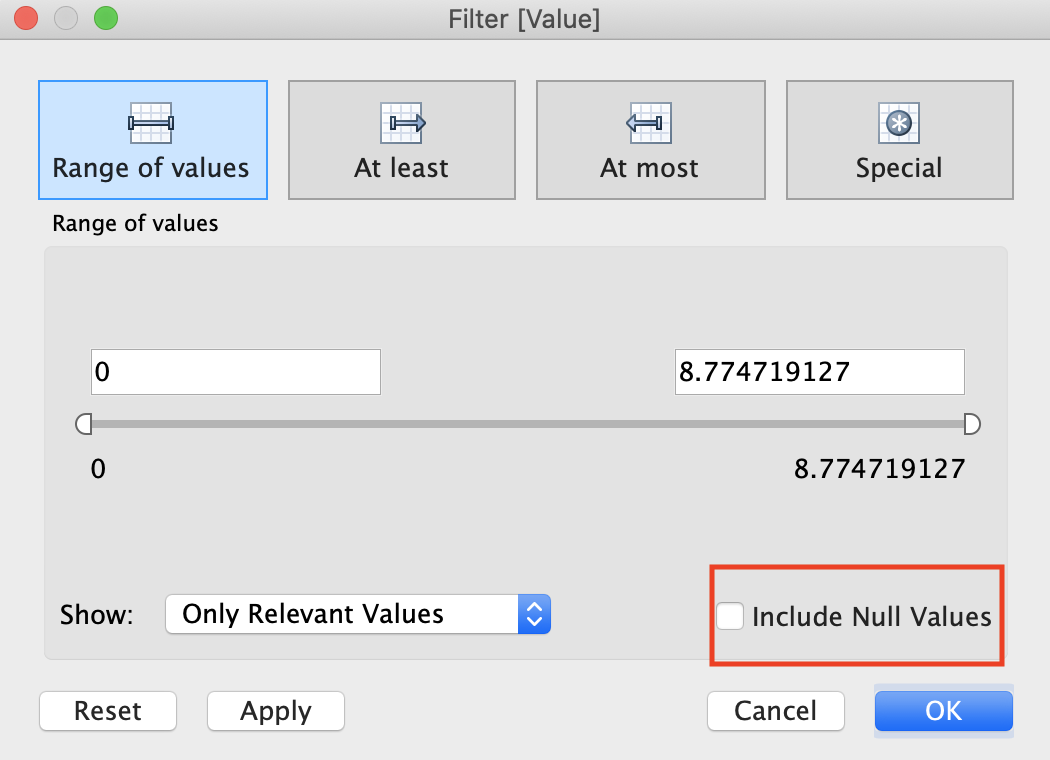 Filter [Value]
Range of values
At least
At most
Special
Range of values
0
8.774719127
0
8.774719127
Show:
Only Relevant Values
Include Null Values
Reset
Apply
Cancel
OK